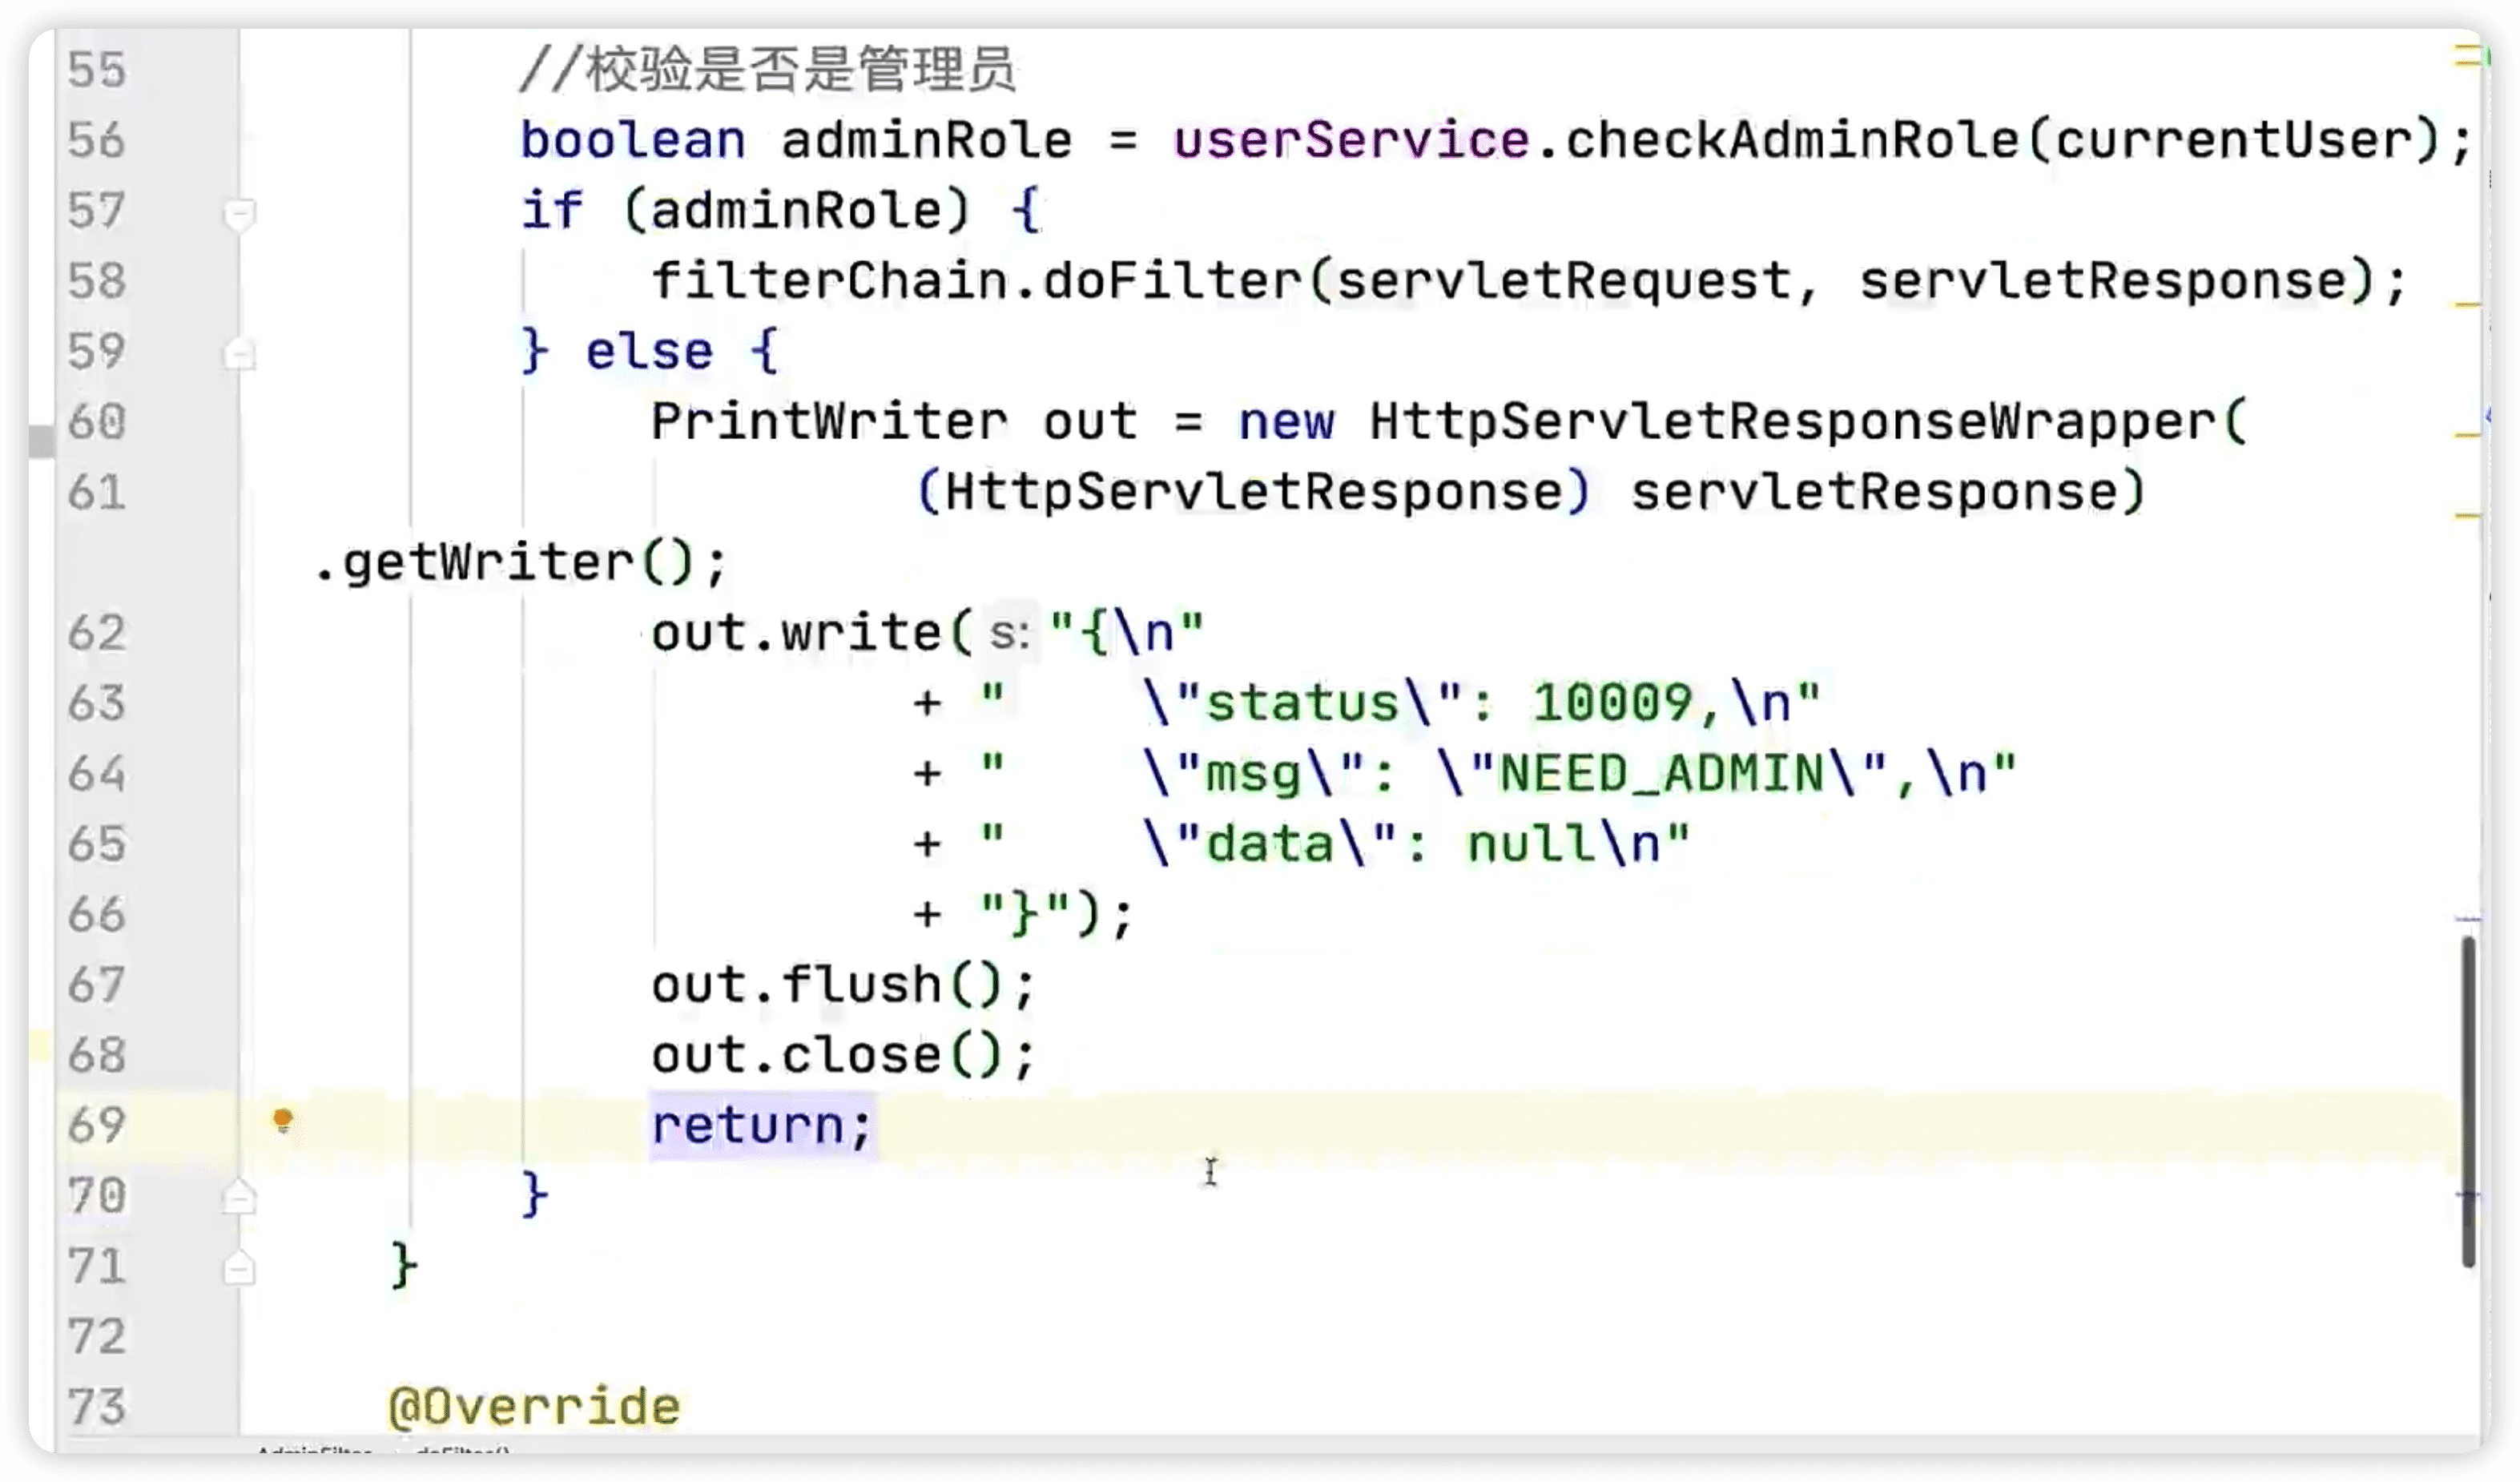 55 //校验是否是管理员
56 boolean adminRole = userService.checkAdminRole(currentUser);
57 if (adminRole) {
58 filterChain.doFilter(servletRequest, servletResponse);
59 } else {
60 PrintWriter out = new HttpServletResponseWrapper(
61 (HttpServletResponse) servletResponse)
.getWriter();
62 out.write( s: "{\n"
63 + "    \"status\": 10009,\n"
64 + "    \"msg\": \"NEED_ADMIN\",\n"
65 + "    \"data\": null\n"
66 + "}");
67 out.flush();
68 out.close();
69 return;
70 }
71 }
72
73 @Override